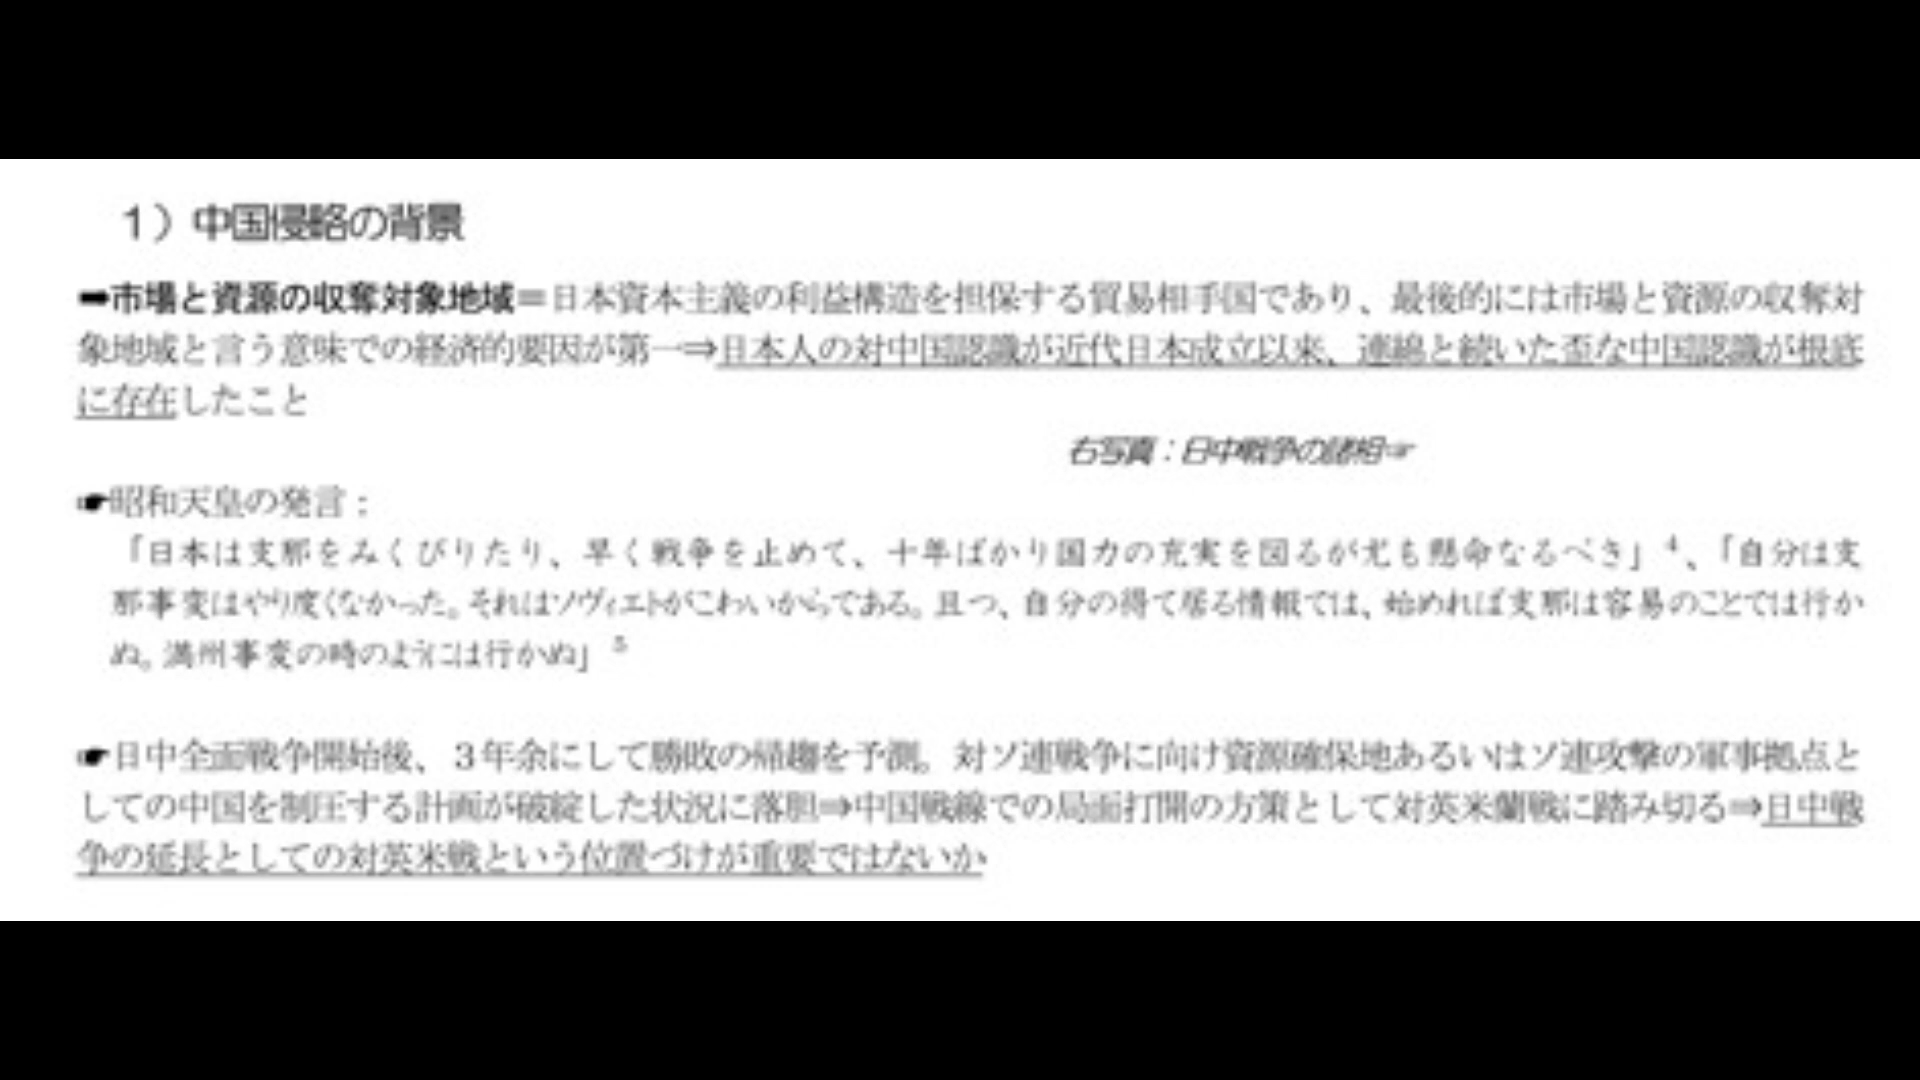 １）中国侵略の背景
➡市場と資源の収奪対象地域＝日本資本主義の利益構造を担保する貿易相手国であり、最後的には市場と資源の収奪対
象地域と言う意味での経済的要因が第一⇒日本人の対中国認識が近代日本成立以来、連綿と続いた歪な中国認識が根底
に存在したこと
右写真：日中戦争の諸相☞
☛昭和天皇の発言：
「日本は支那をみくびりたり、早く戦争を止めて、十年ばかり国力の充実を図るが尤も懸命なるべき」4、「自分は支
那事変はやり度くなかった。それはソヴィエトがこわいからである。且つ、自分の得て居る情報では、始めれば支那は容易のことでは行か
ぬ。満州事変の時のようには行かぬ」5
☛日中全面戦争開始後、３年余にして勝敗の帰趨を予測。対ソ連戦争に向け資源確保地あるいはソ連攻撃の軍事拠点と
しての中国を制圧する計画が破綻した状況に落胆⇒中国戦線での局面打開の方策として対英米蘭戦に踏み切る⇒日中戦
争の延長としての対英米戦という位置づけが重要ではないか